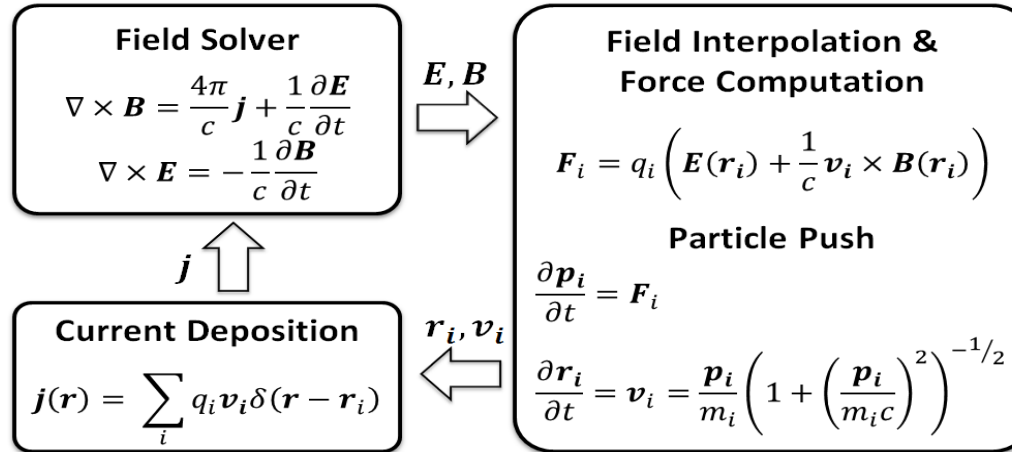 Field Solver
∇ × B = 4π/c j + 1/c ∂E/∂t
∇ × E = − 1/c ∂B/∂t
E, B
Field Interpolation &
Force Computation
F_i = q_i (E(r_i) + 1/c v_i × B(r_i))
Particle Push
∂p_i/∂t = F_i
∂r_i/∂t = v_i = p_i/m_i (1 + (p_i/m_i c)^2)^{−1/2}
r_i, v_i
Current Deposition
j(r) = ∑_i q_i v_i δ(r − r_i)
j